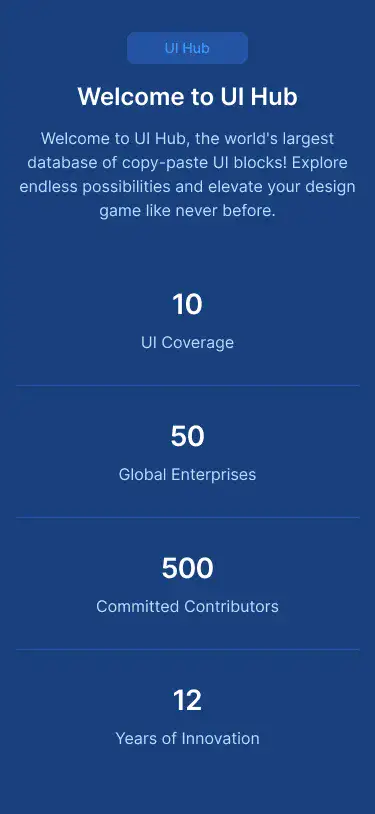 UI Hub
Welcome to UI Hub
Welcome to UI Hub, the world's largest
database of copy-paste UI blocks! Explore
endless possibilities and elevate your design
game like never before.
10
UI Coverage
50
Global Enterprises
500
Committed Contributors
12
Years of Innovation